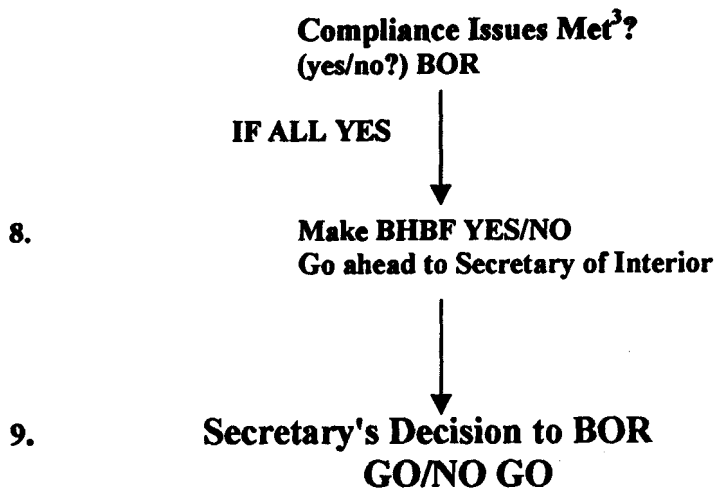 Compliance Issues Met³?
(yes/no?) BOR
IF ALL YES
8. Make BHBF YES/NO
Go ahead to Secretary of Interior
9. Secretary's Decision to BOR
GO/NO GO